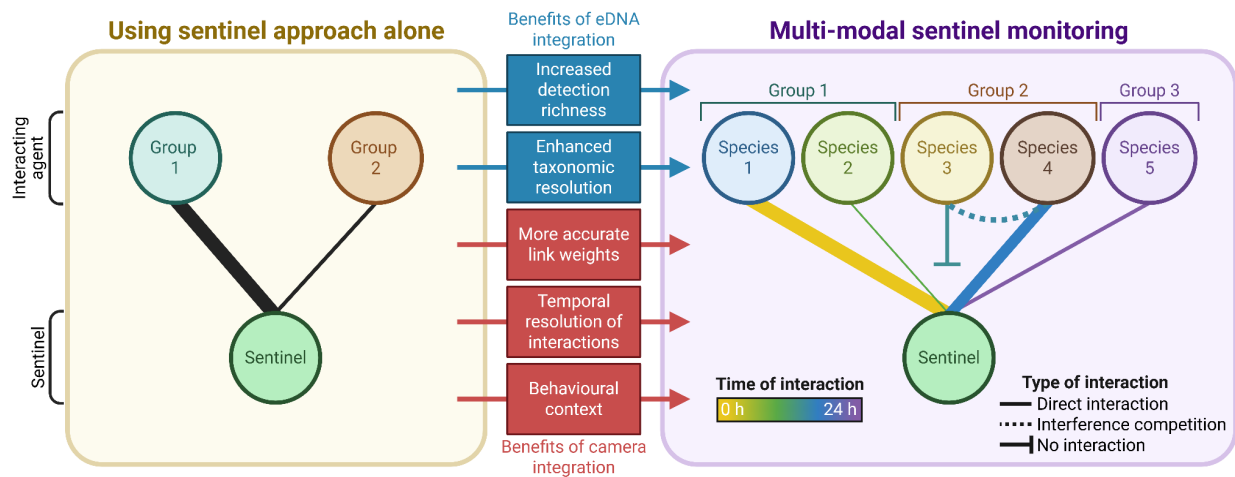 Using sentinel approach alone
Benefits of eDNA
integration
Multi-modal sentinel monitoring
Interacting
agent
Sentinel
Group
1
Group
2
Sentinel
Increased
detection
richness
Enhanced
taxonomic
resolution
More accurate
link weights
Temporal
resolution of
interactions
Behavioural
context
Benefits of camera
integration
Group 1
Group 2
Group 3
Species
1
Species
2
Species
3
Species
4
Species
5
Sentinel
Time of interaction
0 h
24 h
Type of interaction
Direct interaction
Interference competition
No interaction